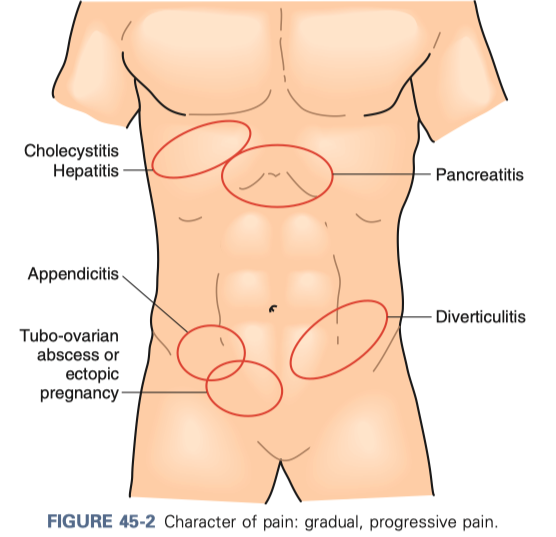 Cholecystitis
Hepatitis
Pancreatitis
Appendicitis
Diverticulitis
Tubo-ovarian
abscess or
ectopic
pregnancy
FIGURE 45-2 Character of pain: gradual, progressive pain.